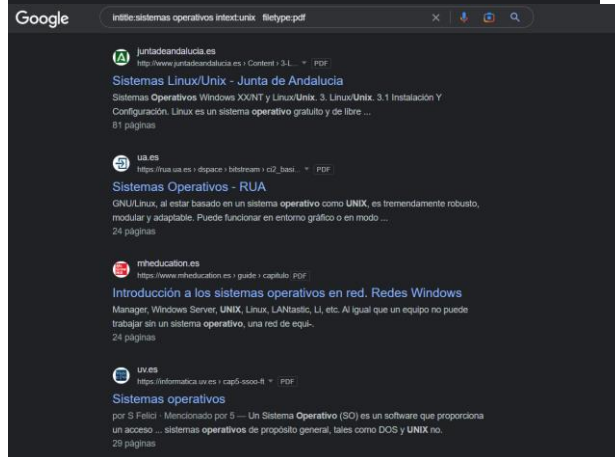 Google
intitle:sistemas operativos intext:unix filetype:pdf
juntadeandalucia.es
http://www.juntadeandalucia.es › Content › 3-L... PDF
Sistemas Linux/Unix - Junta de Andalucia
Sistemas Operativos Windows XX/NT y Linux/Unix. 3. Linux/Unix. 3.1 Instalación Y
Configuración. Linux es un sistema operativo gratuito y de libre ...
81 páginas
ua.es
https://rua.ua.es › dspace › bitstream › ci2_basi... PDF
Sistemas Operativos - RUA
GNU/Linux, al estar basado en un sistema operativo como UNIX, es tremendamente robusto,
modular y adaptable. Puede funcionar en entorno gráfico o en modo ...
24 páginas
mheducation.es
https://www.mheducation.es › guide › capitulo PDF
Introducción a los sistemas operativos en red. Redes Windows
Manager, Windows Server, UNIX, Linux, LANtastic, Li, etc. Al igual que un equipo no puede
trabajar sin un sistema operativo, una red de equi-.
24 páginas
uv.es
https://informatica.uv.es › cap5-ssoo-fl PDF
Sistemas operativos
por S Felici · Mencionado por 5 — Un Sistema Operativo (SO) es un software que proporciona
un acceso ... sistemas operativos de propósito general, tales como DOS y UNIX no.
29 páginas